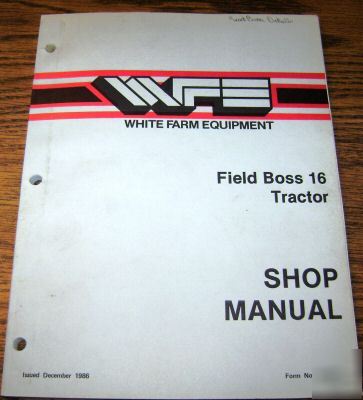 WFE
WHITE FARM EQUIPMENT
Field Boss 16
Tractor
SHOP
MANUAL
Issued December 1986
Form No